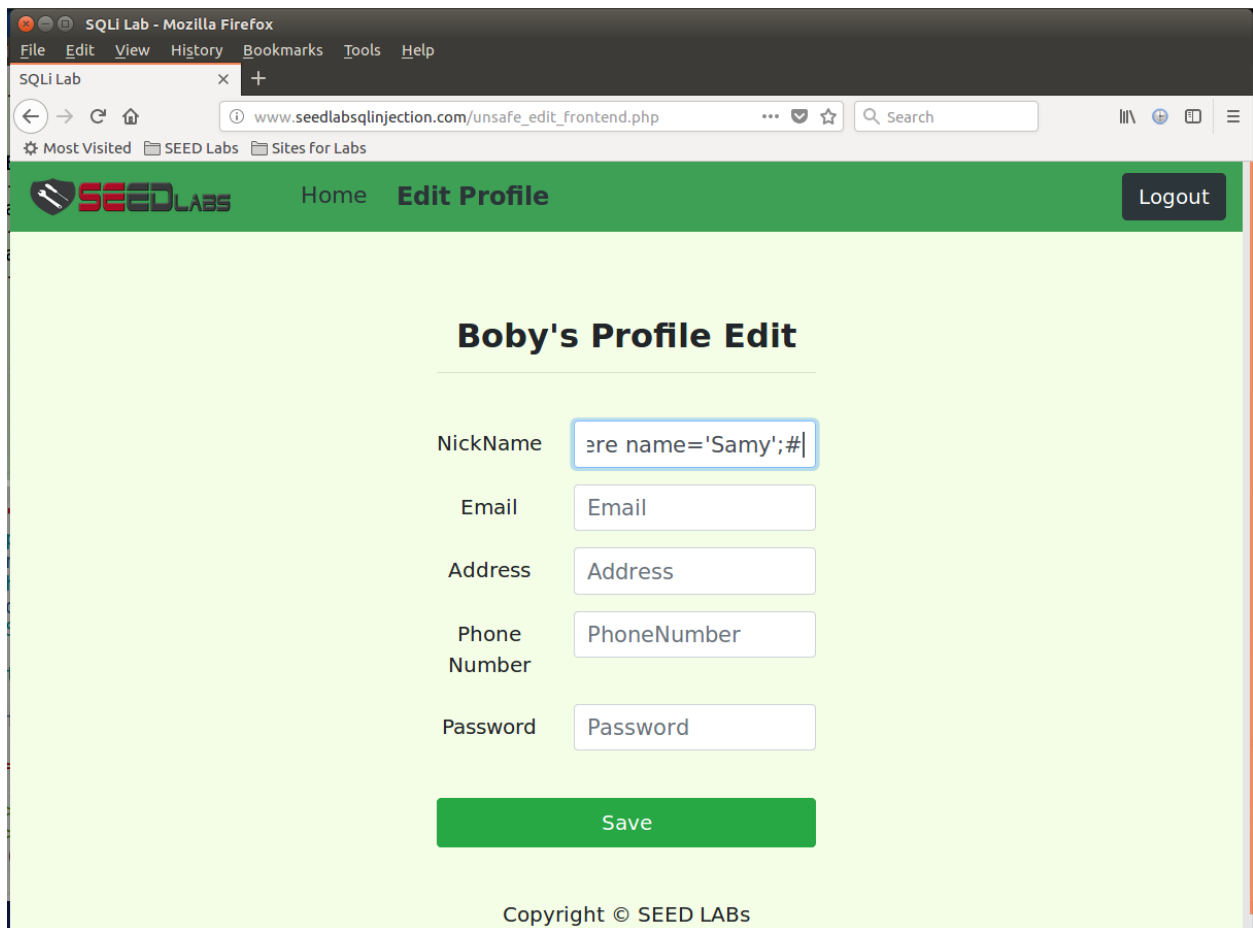 SQLi Lab - Mozilla Firefox
File Edit View History Bookmarks Tools Help
SQLi Lab × +
www.seedlabsqlinjection.com/unsafe_edit_frontend.php Search
Most Visited SEED Labs Sites for Labs
SEEDLABS Home Edit Profile Logout
Boby's Profile Edit
NickName ere name='Samy';#
Email Email
Address Address
Phone Number PhoneNumber
Password Password
Save
Copyright © SEED LABs